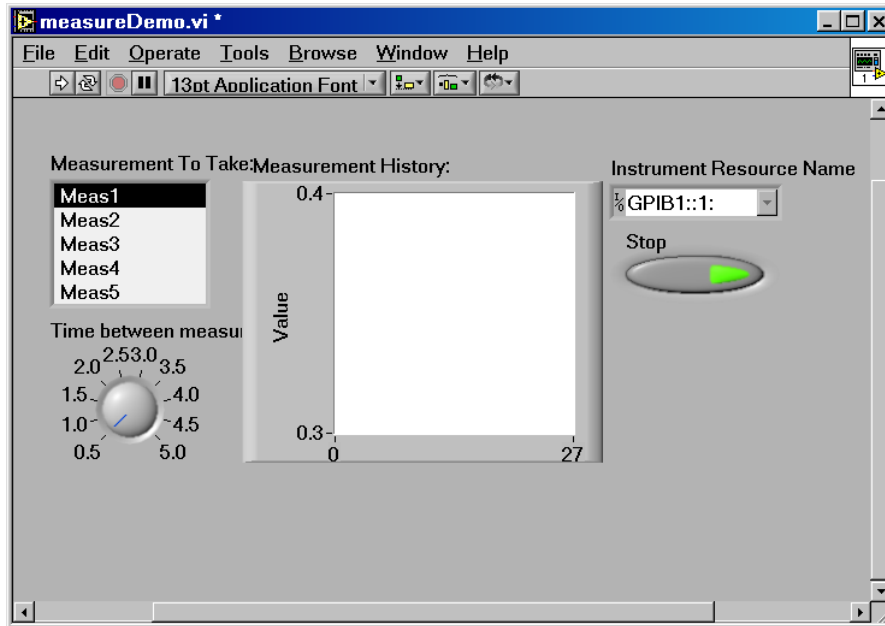 measureDemo.vi *
File Edit Operate Tools Browse Window Help
13pt Application Font
1
Measurement To Take:
Meas1
Meas2
Meas3
Meas4
Meas5
Time between measur
0.5
1.0
1.5
2.0
2.5
3.0
3.5
4.0
4.5
5.0
Measurement History:
0.4
Value
0.3
0
27
Instrument Resource Name
I/O GPIB1::1:
Stop